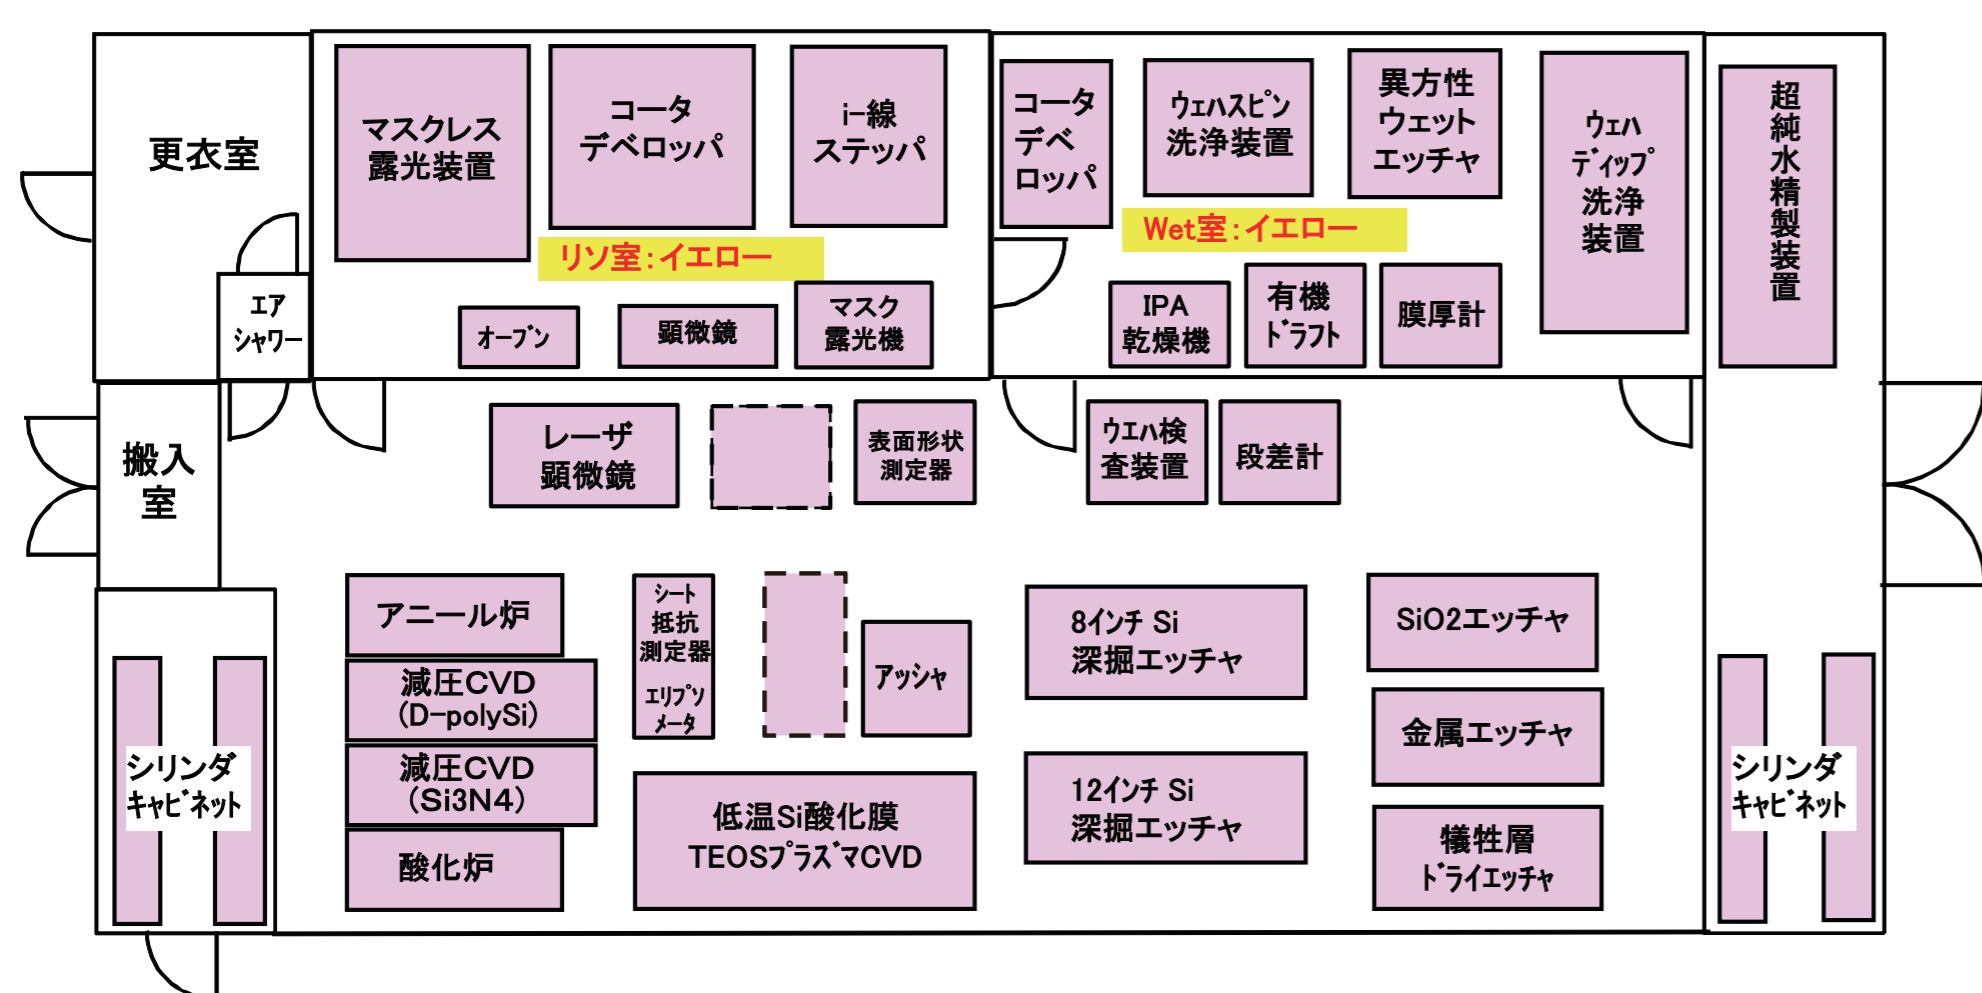 更衣室
エア
シャワー
マスクレス
露光装置
コータ
デベロッパ
i-線
ステッパ
リソ室：イエロー
オーブン
顕微鏡
マスク
露光機
コータ
デベ
ロッパ
ウェハスピン
洗浄装置
異方性
ウェット
エッチャ
ウェハ
ディップ
洗浄
装置
Wet室：イエロー
IPA
乾燥機
有機
ドラフト
膜厚計
超純水精製装置
搬入
室
レーザ
顕微鏡
表面形状
測定器
ウエハ検
査装置
段差計
アニール炉
減圧CVD
(D-polySi)
減圧CVD
(Si3N4)
酸化炉
シート
抵抗
測定器
エリプソ
メータ
アッシャ
低温Si酸化膜
TEOSプラズマCVD
8インチ Si
深掘エッチャ
12インチ Si
深掘エッチャ
SiO2エッチャ
金属エッチャ
犠牲層
ドライエッチャ
シリンダ
キャビネット
シリンダ
キャビネット